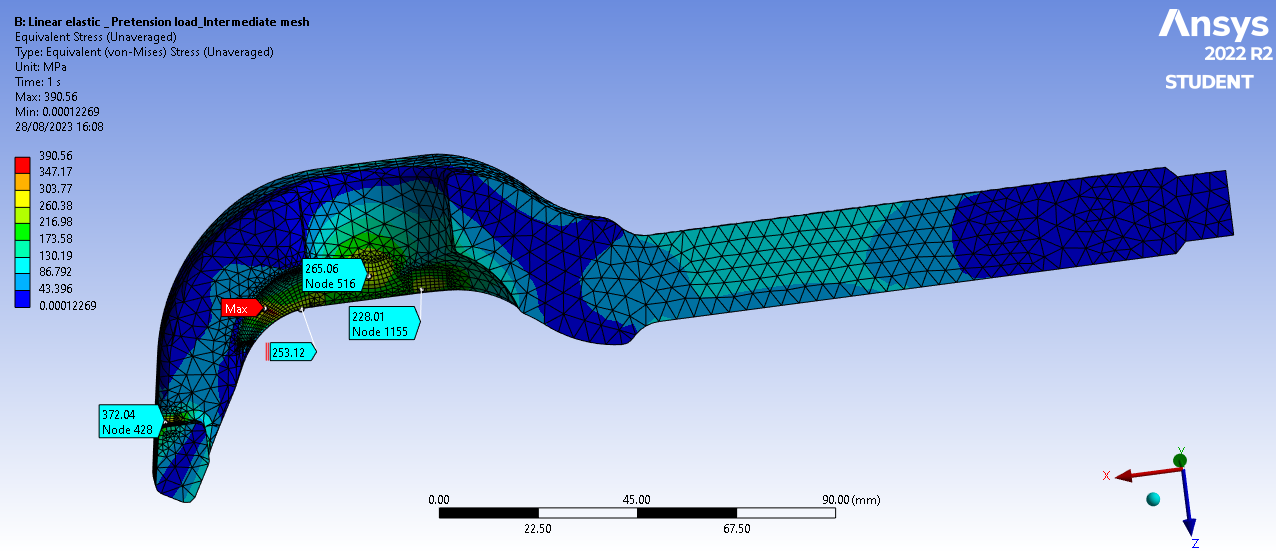 B: Linear elastic _ Pretension load_Intermediate mesh
Equivalent Stress (Unaveraged)
Type: Equivalent (von-Mises) Stress (Unaveraged)
Unit: MPa
Time: 1 s
Max: 390.56
Min: 0.00012269
28/08/2023 16:08
Ansys
2022 R2
STUDENT
390.56
347.17
303.77
260.38
216.98
173.58
130.19
86.792
43.396
0.00012269
265.06
Node 516
Max
228.01
Node 1155
253.12
372.04
Node 428
0.00
45.00
90.00 (mm)
22.50
67.50
Y
X
Z